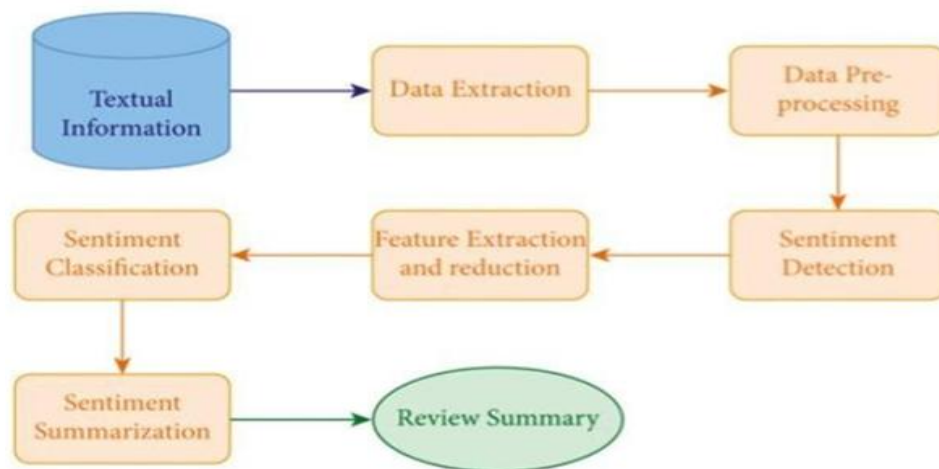 Textual
Information
Data Extraction
Data Pre-
processing
Sentiment
Detection
Feature Extraction
and reduction
Sentiment
Classification
Sentiment
Summarization
Review Summary